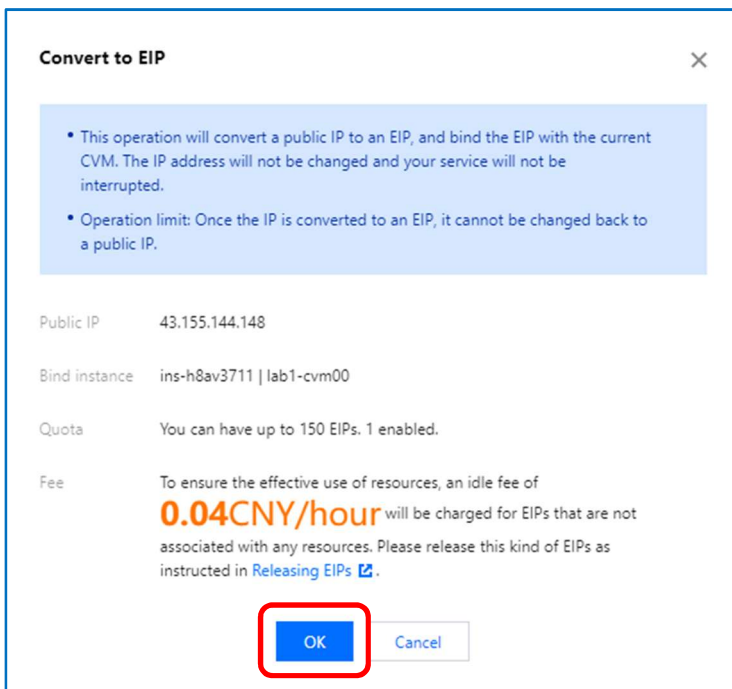 Convert to EIP
• This operation will convert a public IP to an EIP, and bind the EIP with the current
CVM. The IP address will not be changed and your service will not be
interrupted.
• Operation limit: Once the IP is converted to an EIP, it cannot be changed back to
a public IP.
Public IP 43.155.144.148
Bind instance ins-h8av3711 | lab1-cvm00
Quota You can have up to 150 EIPs. 1 enabled.
Fee To ensure the effective use of resources, an idle fee of
0.04CNY/hour will be charged for EIPs that are not
associated with any resources. Please release this kind of EIPs as
instructed in Releasing EIPs .
OK Cancel